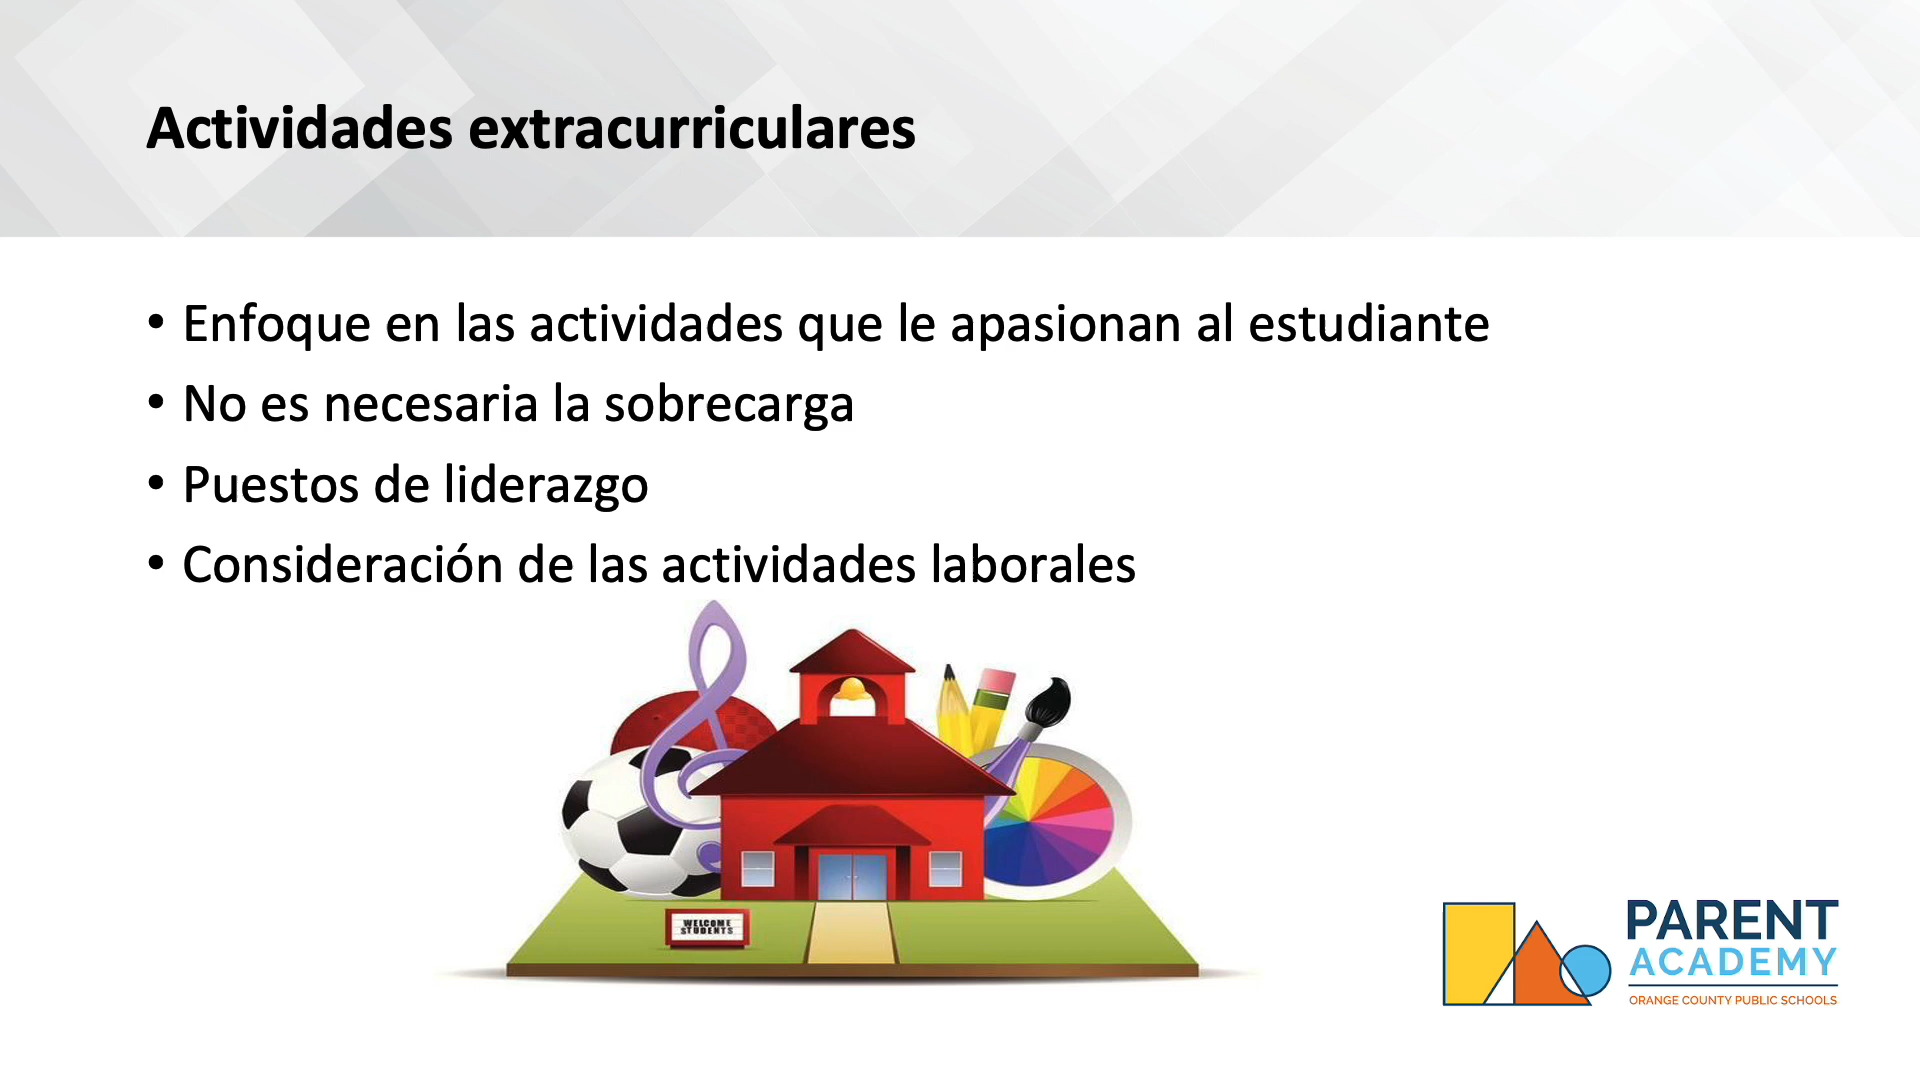 Actividades extracurriculares
• Enfoque en las actividades que le apasionan al estudiante
• No es necesaria la sobrecarga
• Puestos de liderazgo
• Consideración de las actividades laborales
WELCOME
STUDENTS
PARENT
ACADEMY
ORANGE COUNTY PUBLIC SCHOOLS